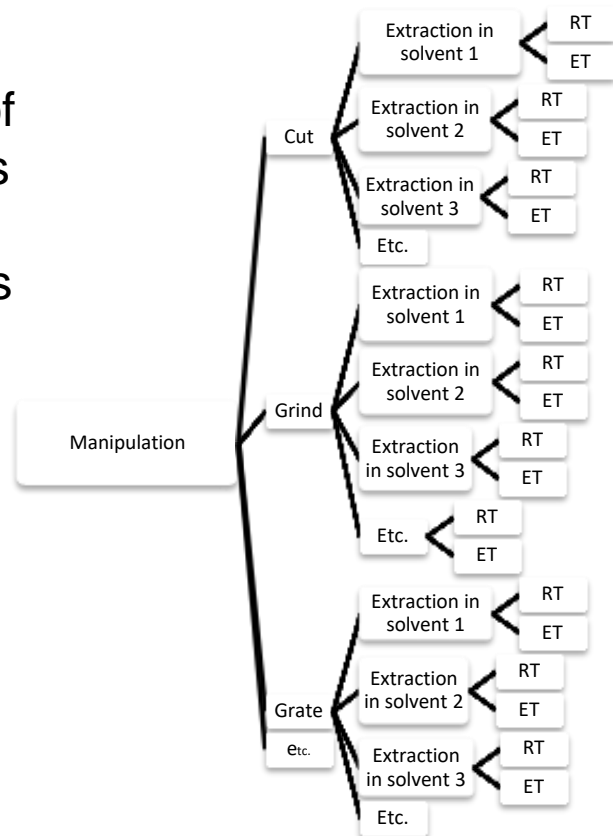 of
s
s
Manipulation
Cut
Extraction in
solvent 1
RT
ET
Extraction in
solvent 2
RT
ET
Extraction in
solvent 3
RT
ET
Etc.
Grind
Extraction in
solvent 1
RT
ET
Extraction in
solvent 2
RT
ET
Extraction
in solvent 3
RT
ET
Etc.
RT
ET
Grate
Extraction in
solvent 1
RT
ET
Extraction
in solvent 2
RT
ET
Extraction
in solvent 3
RT
ET
Etc.
etc.